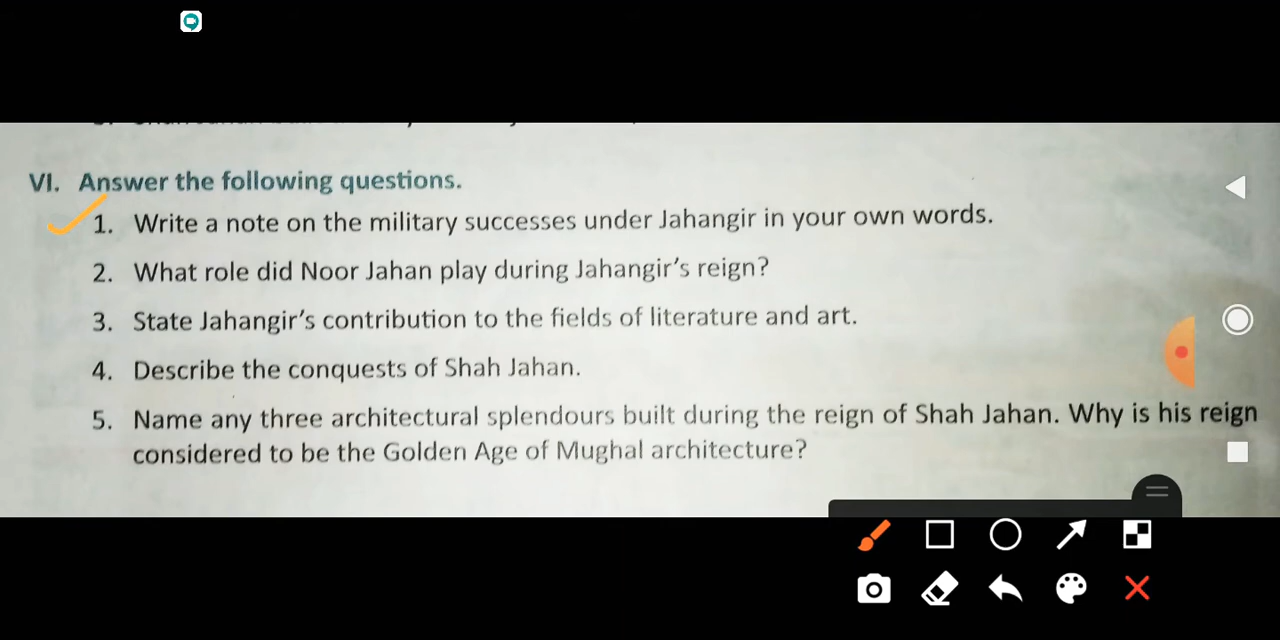 VI. Answer the following questions.
1. Write a note on the military successes under Jahangir in your own words.
2. What role did Noor Jahan play during Jahangir's reign?
3. State Jahangir's contribution to the fields of literature and art.
4. Describe the conquests of Shah Jahan.
5. Name any three architectural splendours built during the reign of Shah Jahan. Why is his reign
considered to be the Golden Age of Mughal architecture?